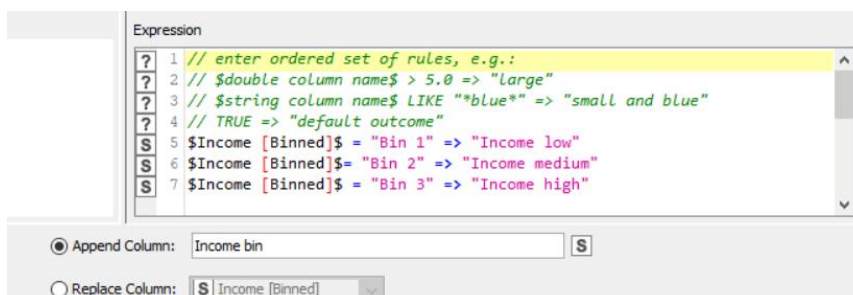 Expression
? 1 // enter ordered set of rules, e.g.:
? 2 // $double column name$ > 5.0 => "large"
? 3 // $string column name$ LIKE "*blue*" => "small and blue"
? 4 // TRUE => "default outcome"
S 5 $Income [Binned]$ = "Bin 1" => "Income low"
S 6 $Income [Binned]$= "Bin 2" => "Income medium"
S 7 $Income [Binned]$ = "Bin 3" => "Income high"
Append Column: Income bin S
Replace Column: S Income [Binned]